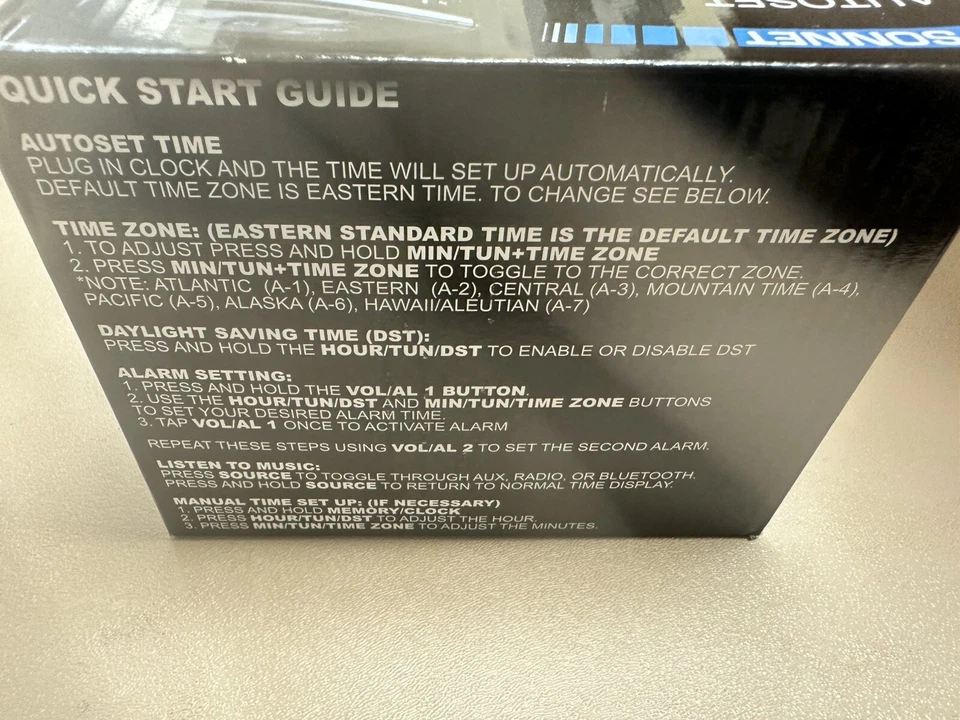 AUTOSET
SONNET
QUICK START GUIDE
AUTOSET TIME
PLUG IN CLOCK AND THE TIME WILL SET UP AUTOMATICALLY.
DEFAULT TIME ZONE IS EASTERN TIME. TO CHANGE SEE BELOW.
TIME ZONE: (EASTERN STANDARD TIME IS THE DEFAULT TIME ZONE)
1. TO ADJUST PRESS AND HOLD MIN/TUN+TIME ZONE
2. PRESS MIN/TUN+TIME ZONE TO TOGGLE TO THE CORRECT ZONE.
*NOTE: ATLANTIC (A-1), EASTERN (A-2), CENTRAL (A-3), MOUNTAIN TIME (A-4),
PACIFIC (A-5), ALASKA (A-6), HAWAII/ALEUTIAN (A-7)
DAYLIGHT SAVING TIME (DST):
PRESS AND HOLD THE HOUR/TUN/DST TO ENABLE OR DISABLE DST
ALARM SETTING:
1. PRESS AND HOLD THE VOL/AL 1 BUTTON.
2. USE THE HOUR/TUN/DST AND MIN/TUN/TIME ZONE BUTTONS
TO SET YOUR DESIRED ALARM TIME.
3. TAP VOL/AL 1 ONCE TO ACTIVATE ALARM
REPEAT THESE STEPS USING VOL/AL 2 TO SET THE SECOND ALARM.
LISTEN TO MUSIC:
PRESS SOURCE TO TOGGLE THROUGH AUX, RADIO, OR BLUETOOTH.
PRESS AND HOLD SOURCE TO RETURN TO NORMAL TIME DISPLAY.
MANUAL TIME SET UP: (IF NECESSARY)
1. PRESS AND HOLD MEMORY/CLOCK
2. PRESS HOUR/TUN/DST TO ADJUST THE HOUR.
3. PRESS MIN/TUN/TIME ZONE TO ADJUST THE MINUTES.